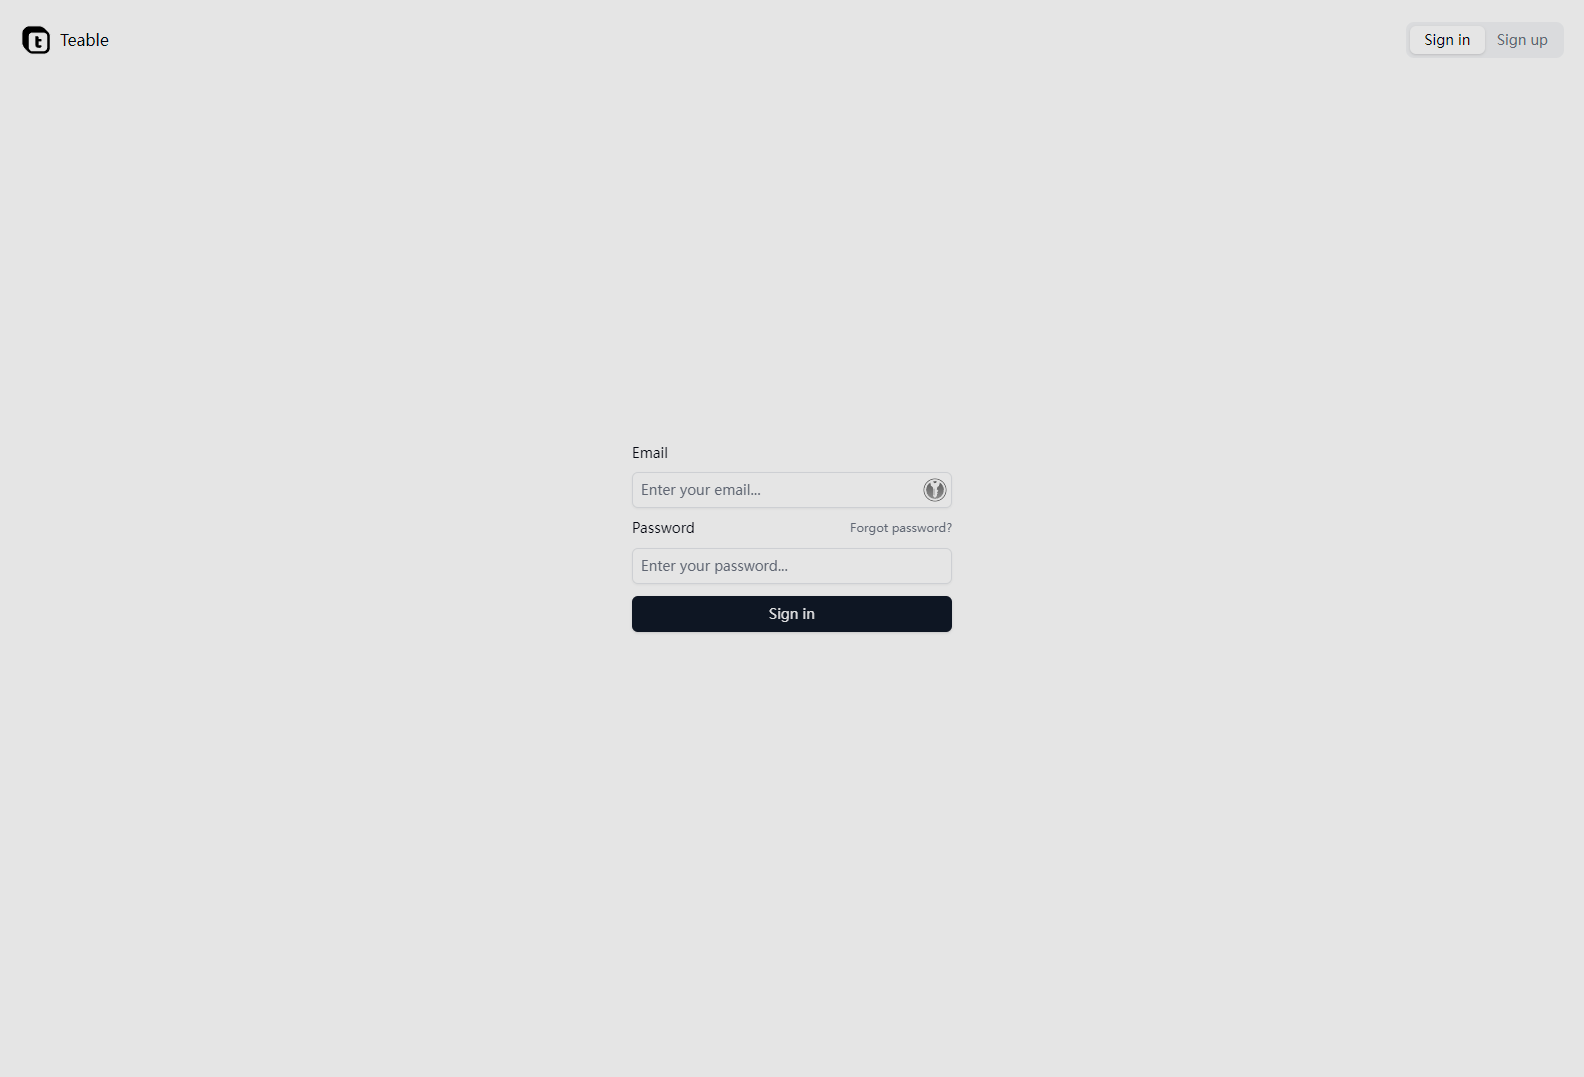 Teable
Sign in
Sign up
Email
Enter your email...
Password
Forgot password?
Enter your password...
Sign in